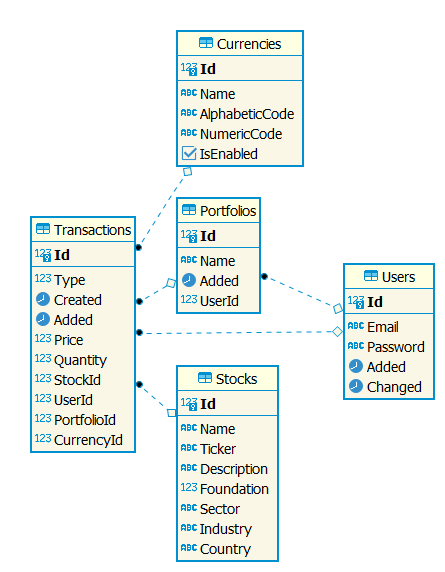 Currencies
123 Id
ABC Name
ABC AlphabeticCode
ABC NumericCode
IsEnabled
Transactions
123 Id
123 Type
Created
Added
123 Price
123 Quantity
123 StockId
123 UserId
123 PortfolioId
123 CurrencyId
Portfolios
123 Id
ABC Name
Added
123 UserId
Users
123 Id
ABC Email
ABC Password
Added
Changed
Stocks
123 Id
ABC Name
ABC Ticker
ABC Description
123 Foundation
ABC Sector
ABC Industry
ABC Country